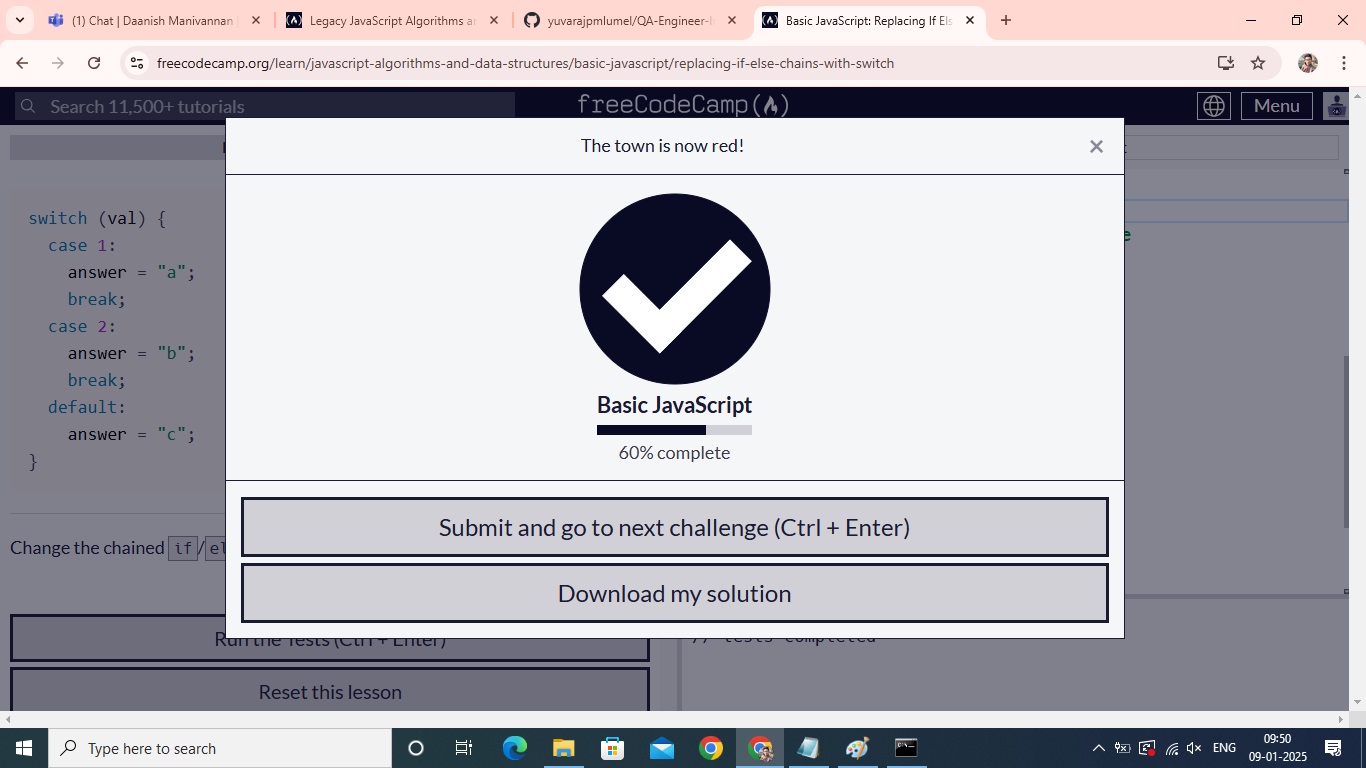 (1) Chat | Daanish Manivannan |
Legacy JavaScript Algorithms a
yuvarajpmlumel/QA-Engineer-
Basic JavaScript: Replacing If Els
freecodecamp.org/learn/javascript-algorithms-and-data-structures/basic-javascript/replacing-if-else-chains-with-switch
Search 11,500+ tutorials
freeCodeCamp
Menu
The town is now red!
switch (val) {
case 1:
answer = "a";
break;
case 2:
answer = "b";
break;
default:
answer = "c";
}
Basic JavaScript
60% complete
Submit and go to next challenge (Ctrl + Enter)
Download my solution
Change the chained if/el
Run the Tests (Ctrl + Enter)
// tests completed
Reset this lesson
Type here to search
ENG
09:50
09-01-2025